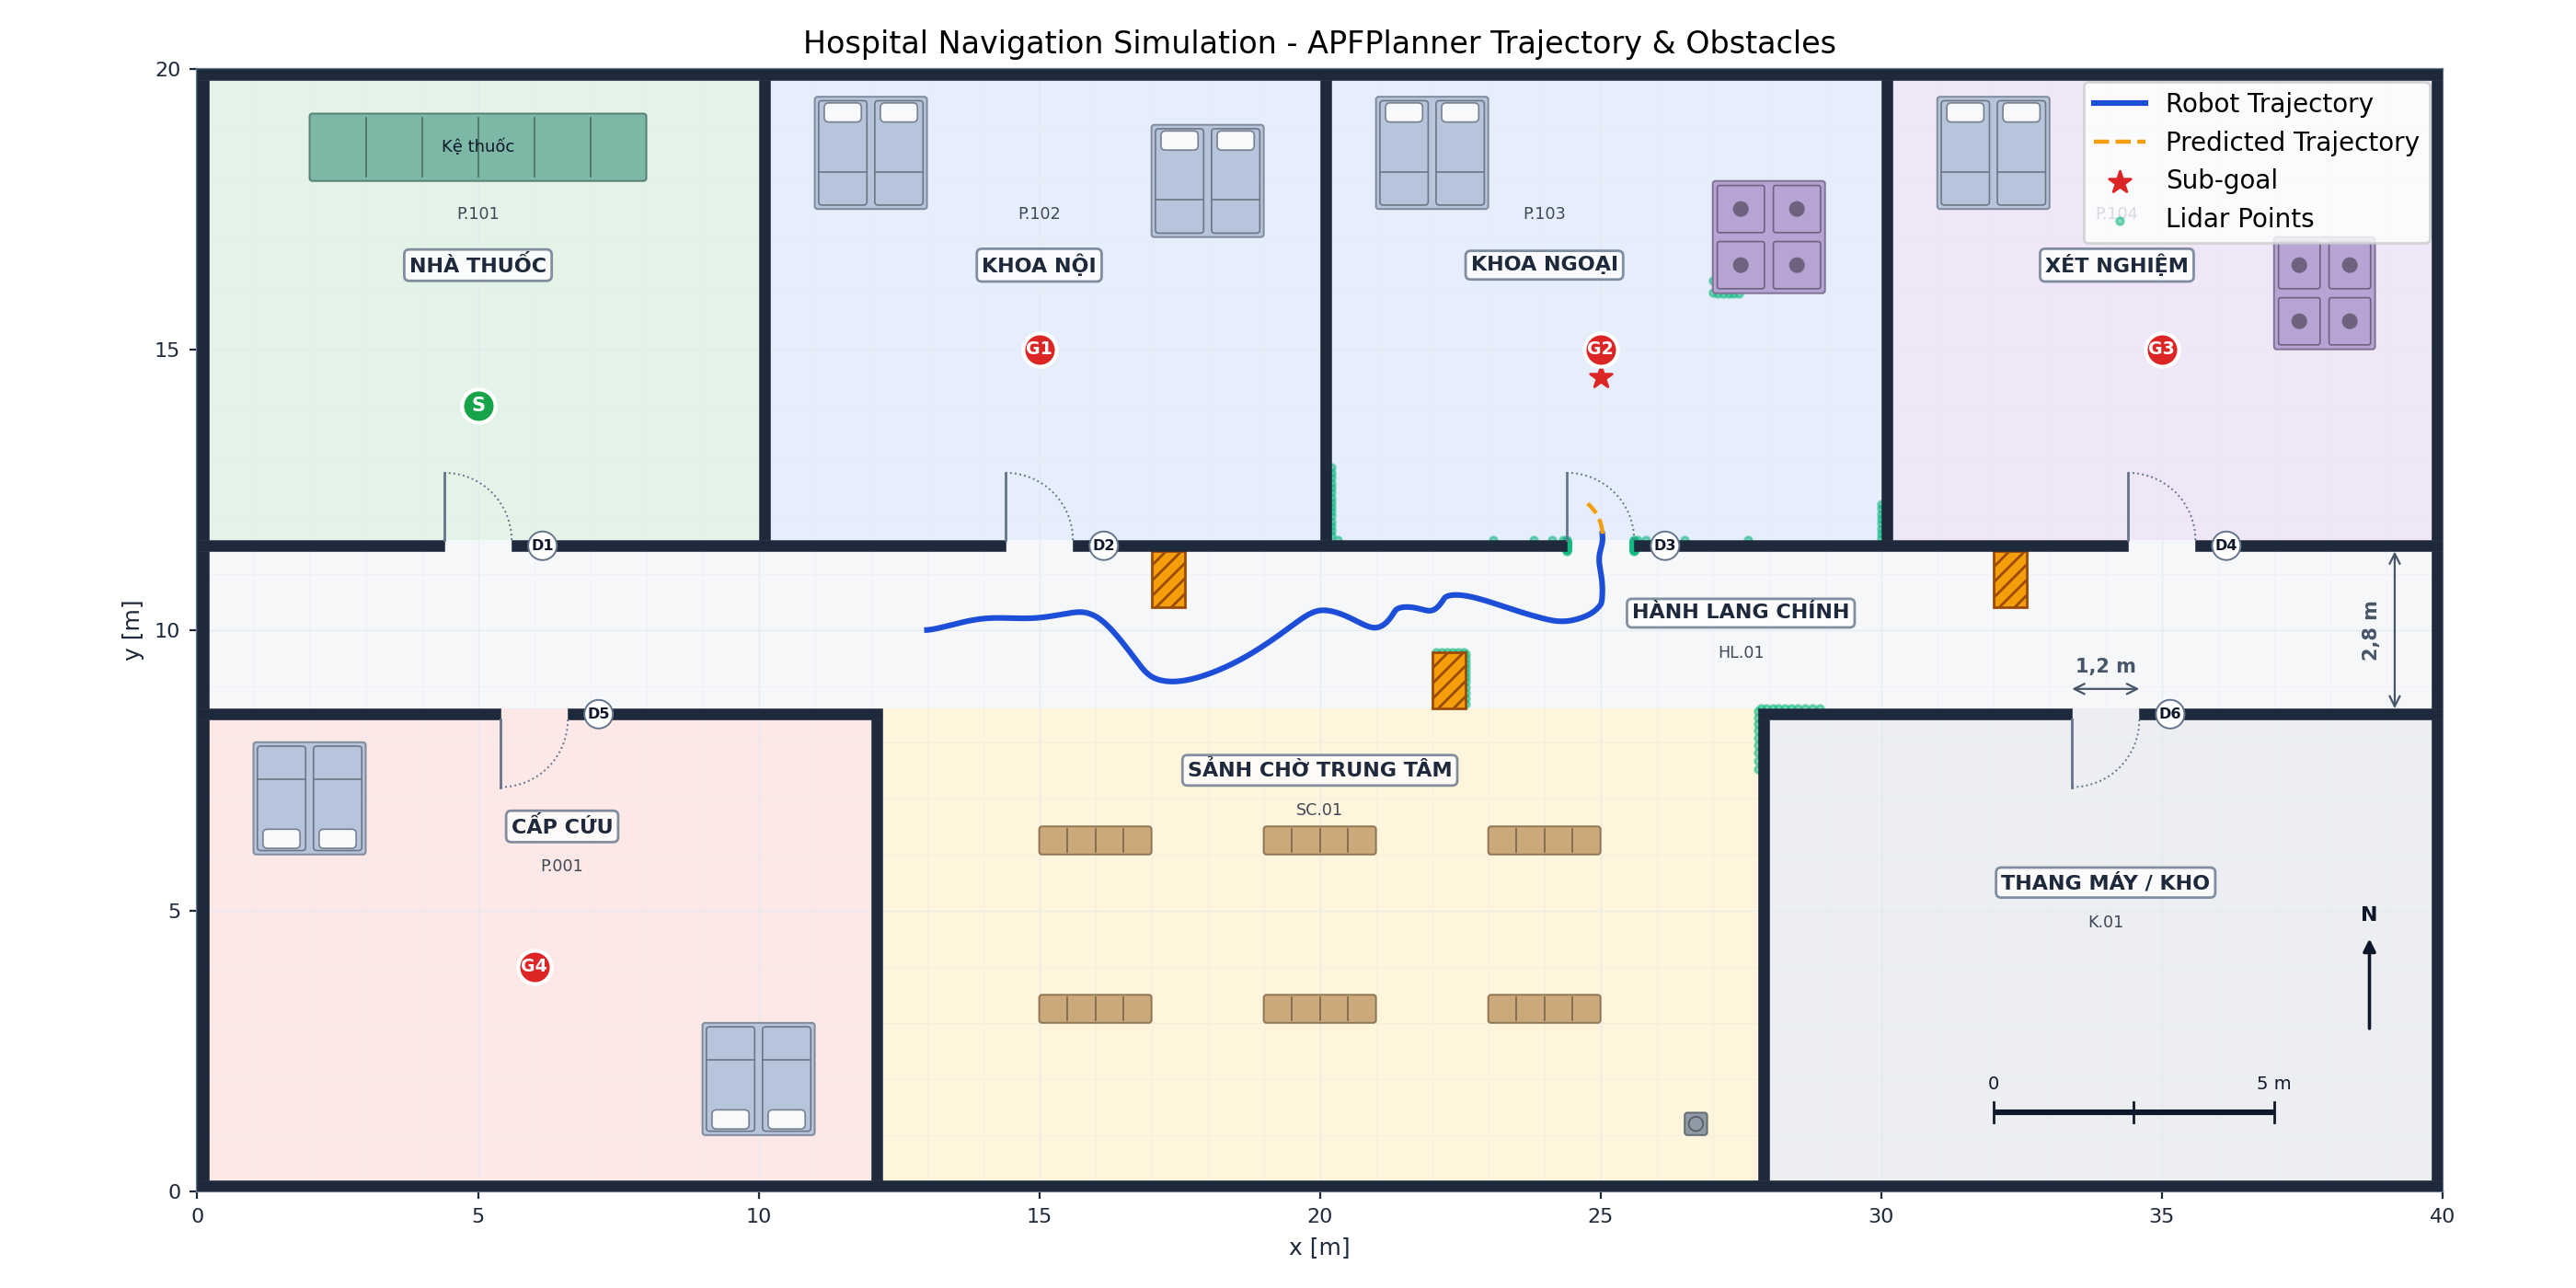 Hospital Navigation Simulation - APFPlanner Trajectory & Obstacles
Robot Trajectory
Predicted Trajectory
Sub-goal
Lidar Points
Kệ thuốc
P.101
P.102
P.103
P.104
NHÀ THUỐC
KHOA NỘI
KHOA NGOẠI
XÉT NGHIỆM
G1
G2
G3
S
D1
D2
D3
D4
HÀNH LANG CHÍNH
HL.01
1,2 m
2,8 m
D5
D6
SẢNH CHỜ TRUNG TÂM
SC.01
CẤP CỨU
P.001
THANG MÁY / KHO
K.01
N
G4
0
5 m
20
15
10
5
0
y [m]
0
5
10
15
20
25
30
35
40
x [m]